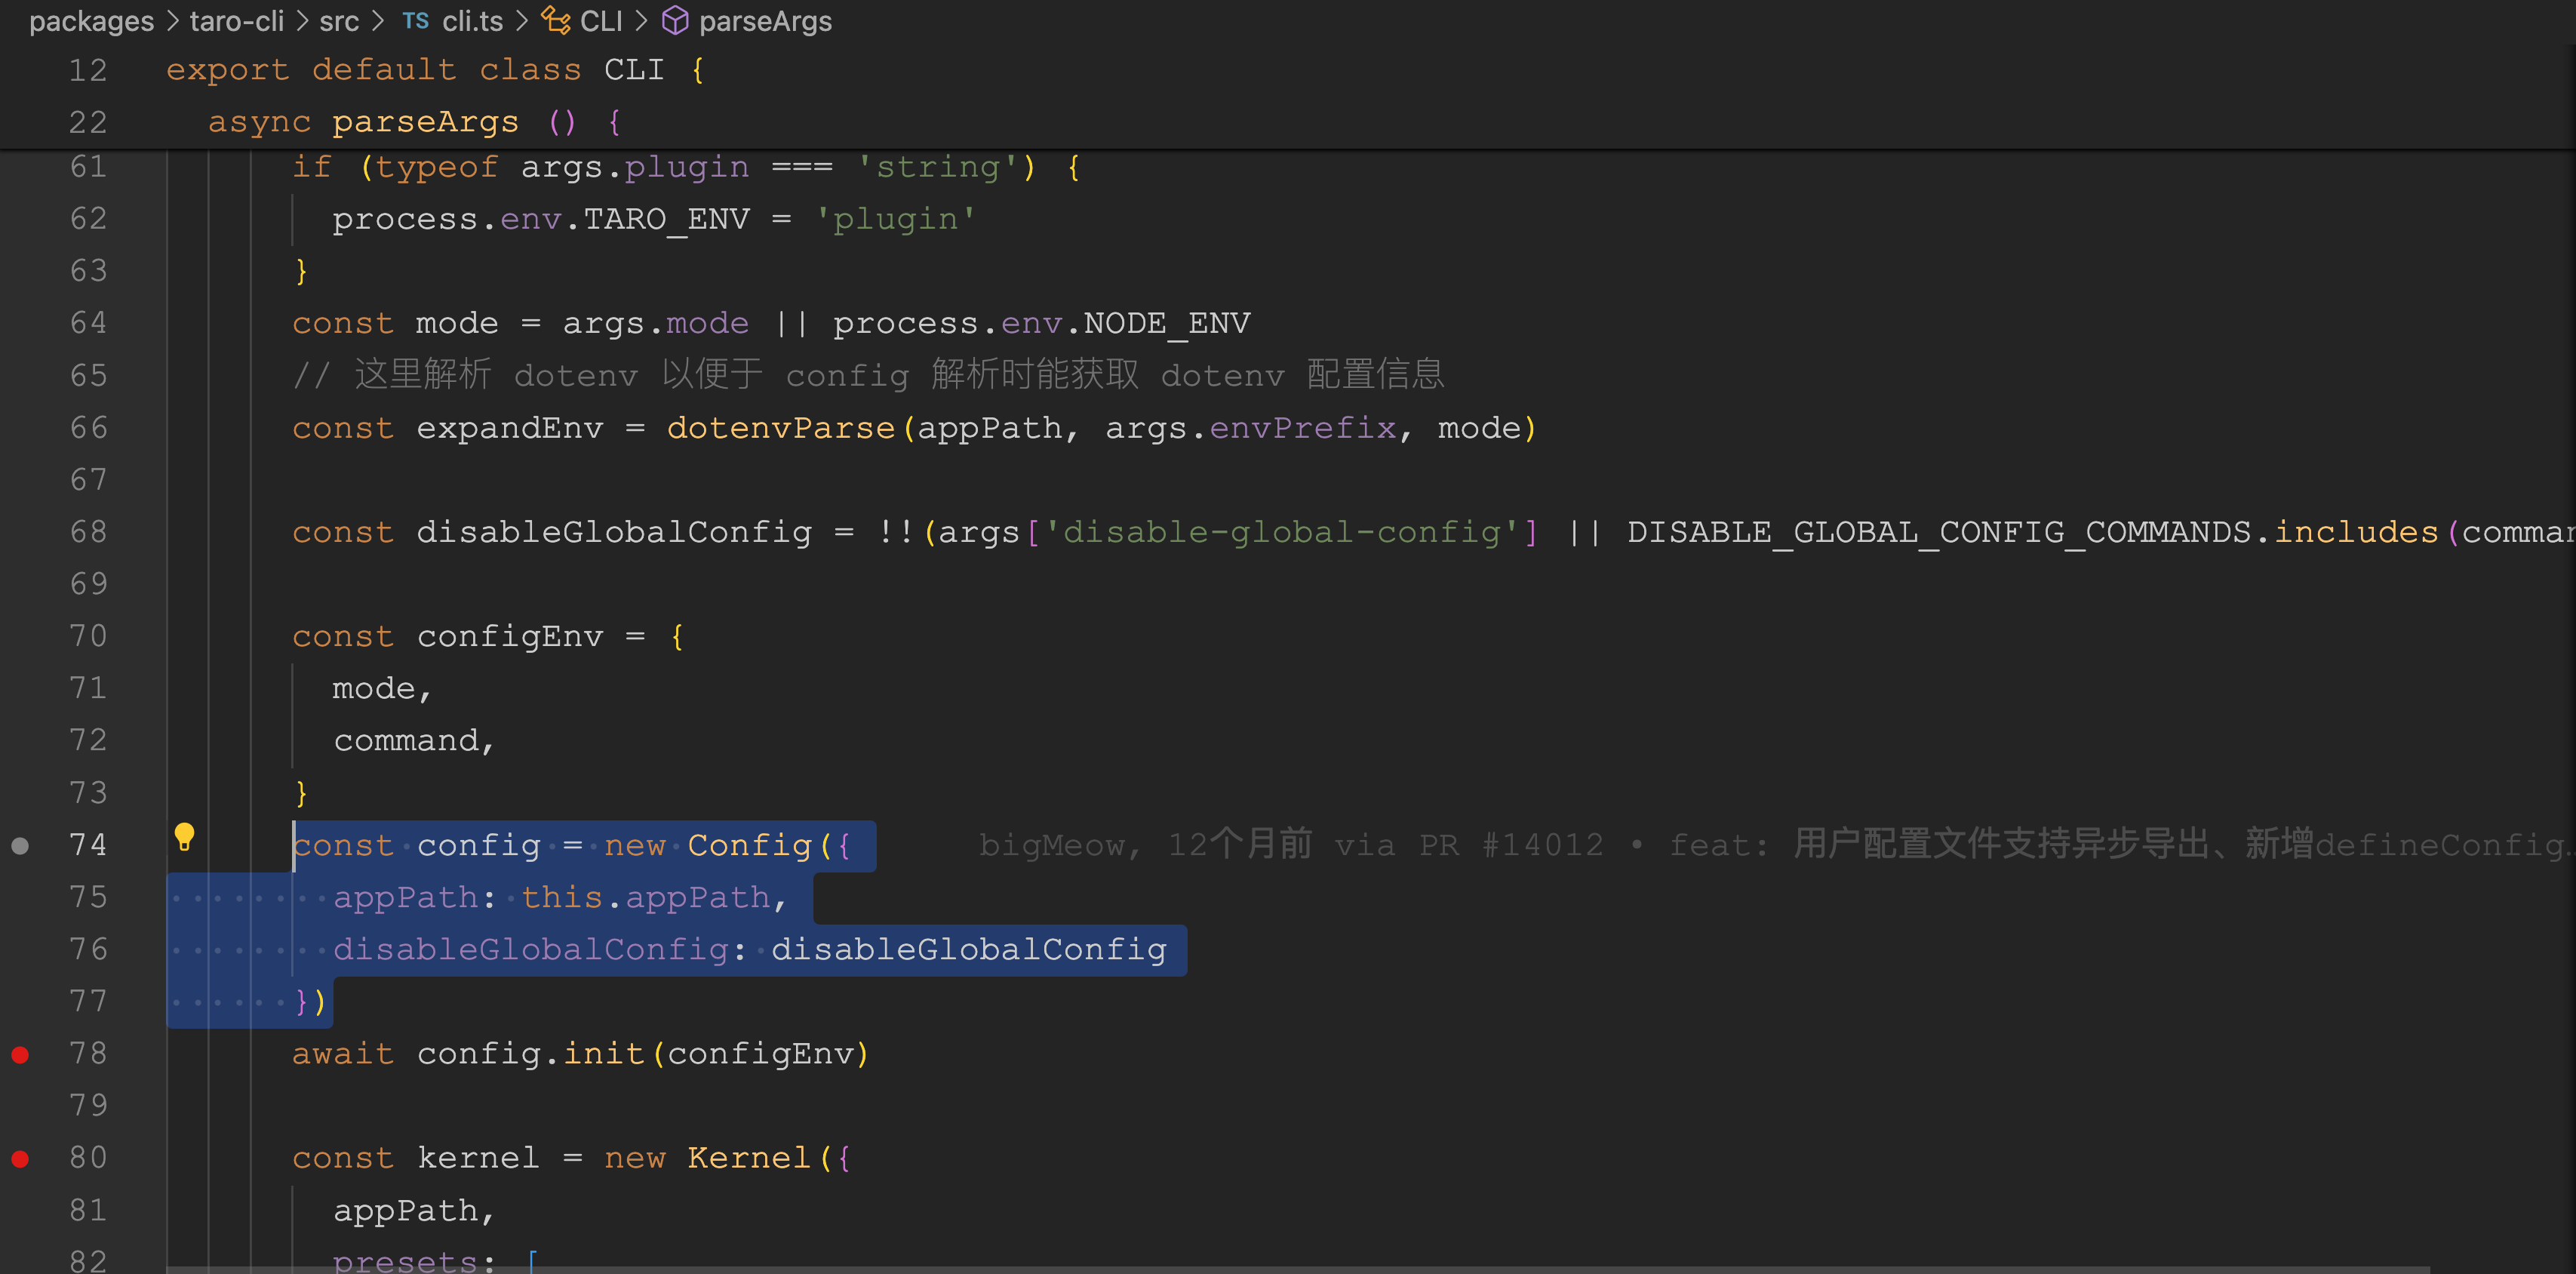 packages > taro-cli > src > TS cli.ts > CLI > parseArgs
12 export default class CLI {
22 async parseArgs () {
61 if (typeof args.plugin === 'string') {
62 process.env.TARO_ENV = 'plugin'
63 }
64 const mode = args.mode || process.env.NODE_ENV
65 // 这里解析 dotenv 以便于 config 解析时能获取 dotenv 配置信息
66 const expandEnv = dotenvParse(appPath, args.envPrefix, mode)
67
68 const disableGlobalConfig = !!(args['disable-global-config'] || DISABLE_GLOBAL_CONFIG_COMMANDS.includes(
69
70 const configEnv = {
71 mode,
72 command,
73 }
74 const config = new Config({ bigMeow, 12个月前 via PR #14012 • feat: 用户配置文件支持异步导出、新增defineConfig…
75 appPath: this.appPath,
76 disableGlobalConfig: disableGlobalConfig
77 })
78 await config.init(configEnv)
79
80 const kernel = new Kernel({
81 appPath,
82 presets: [